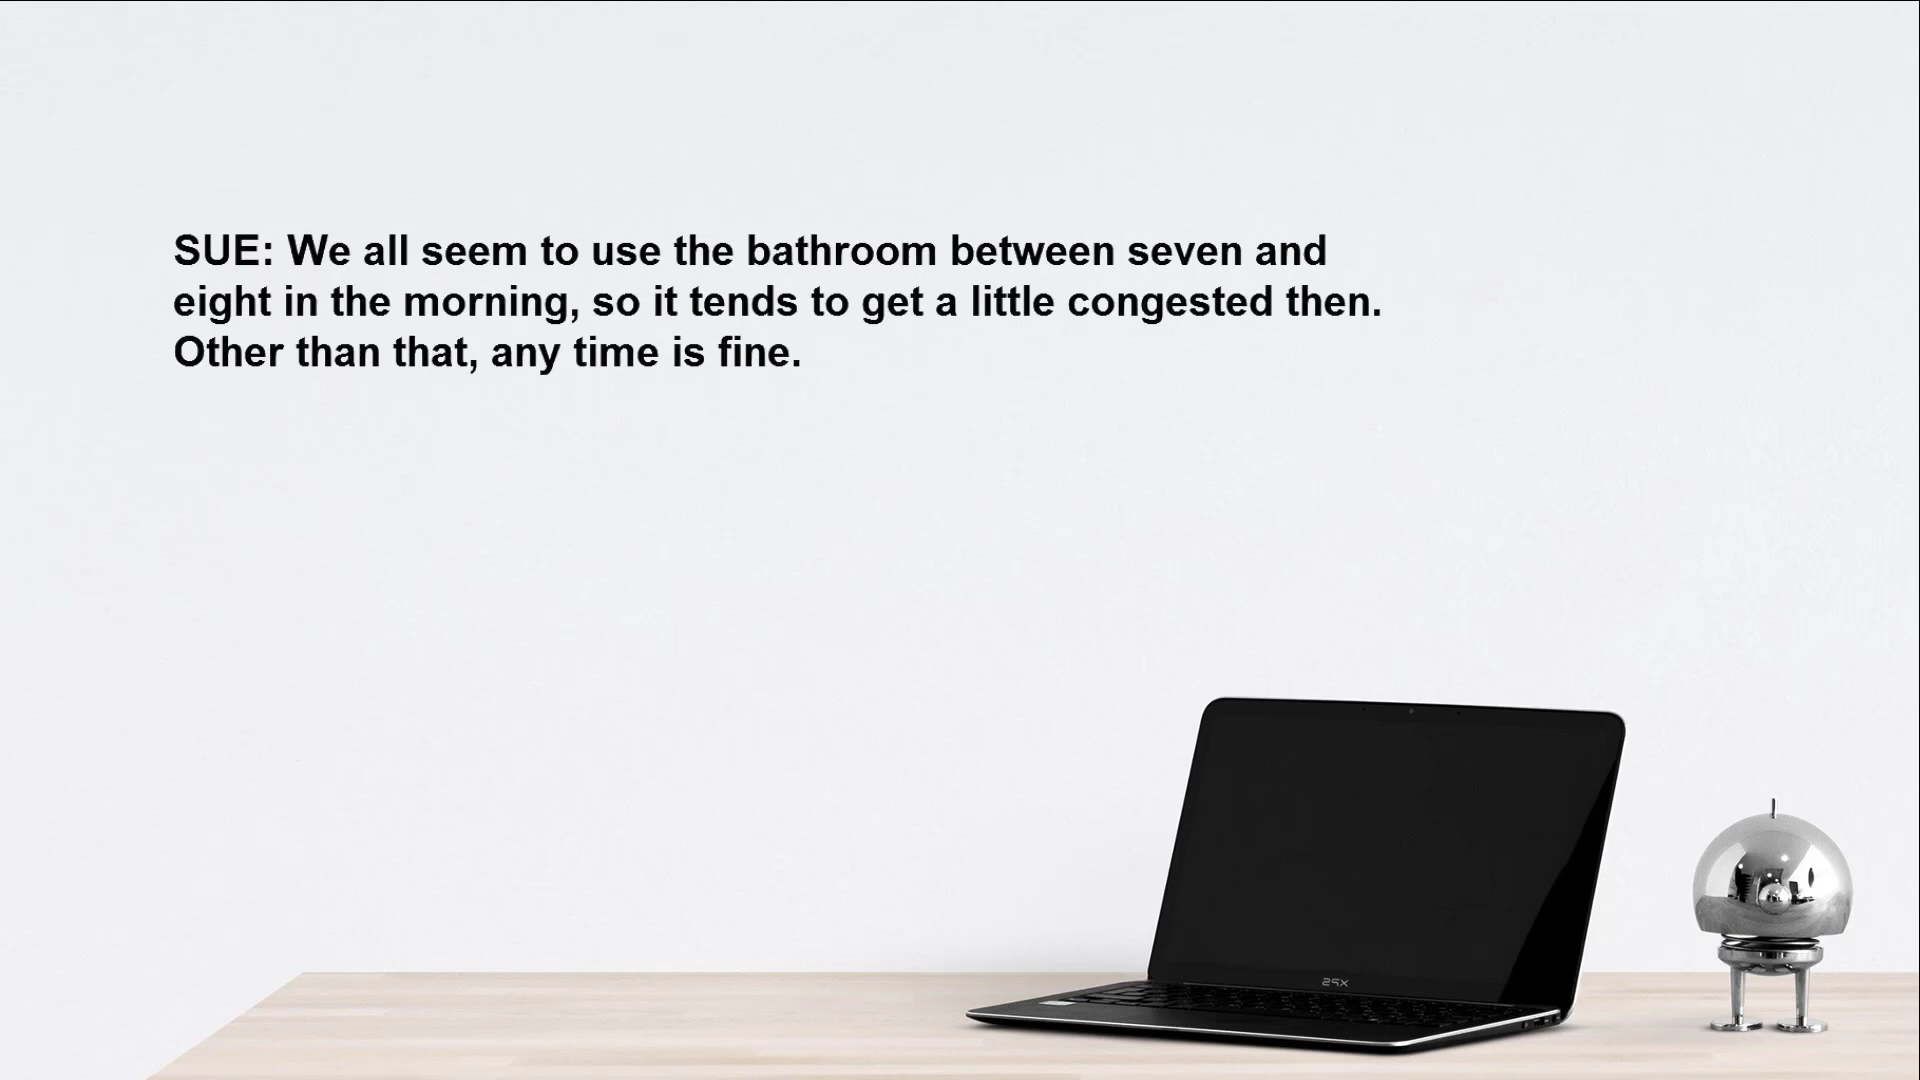 SUE: We all seem to use the bathroom between seven and
eight in the morning, so it tends to get a little congested then.
Other than that, any time is fine.
XPS